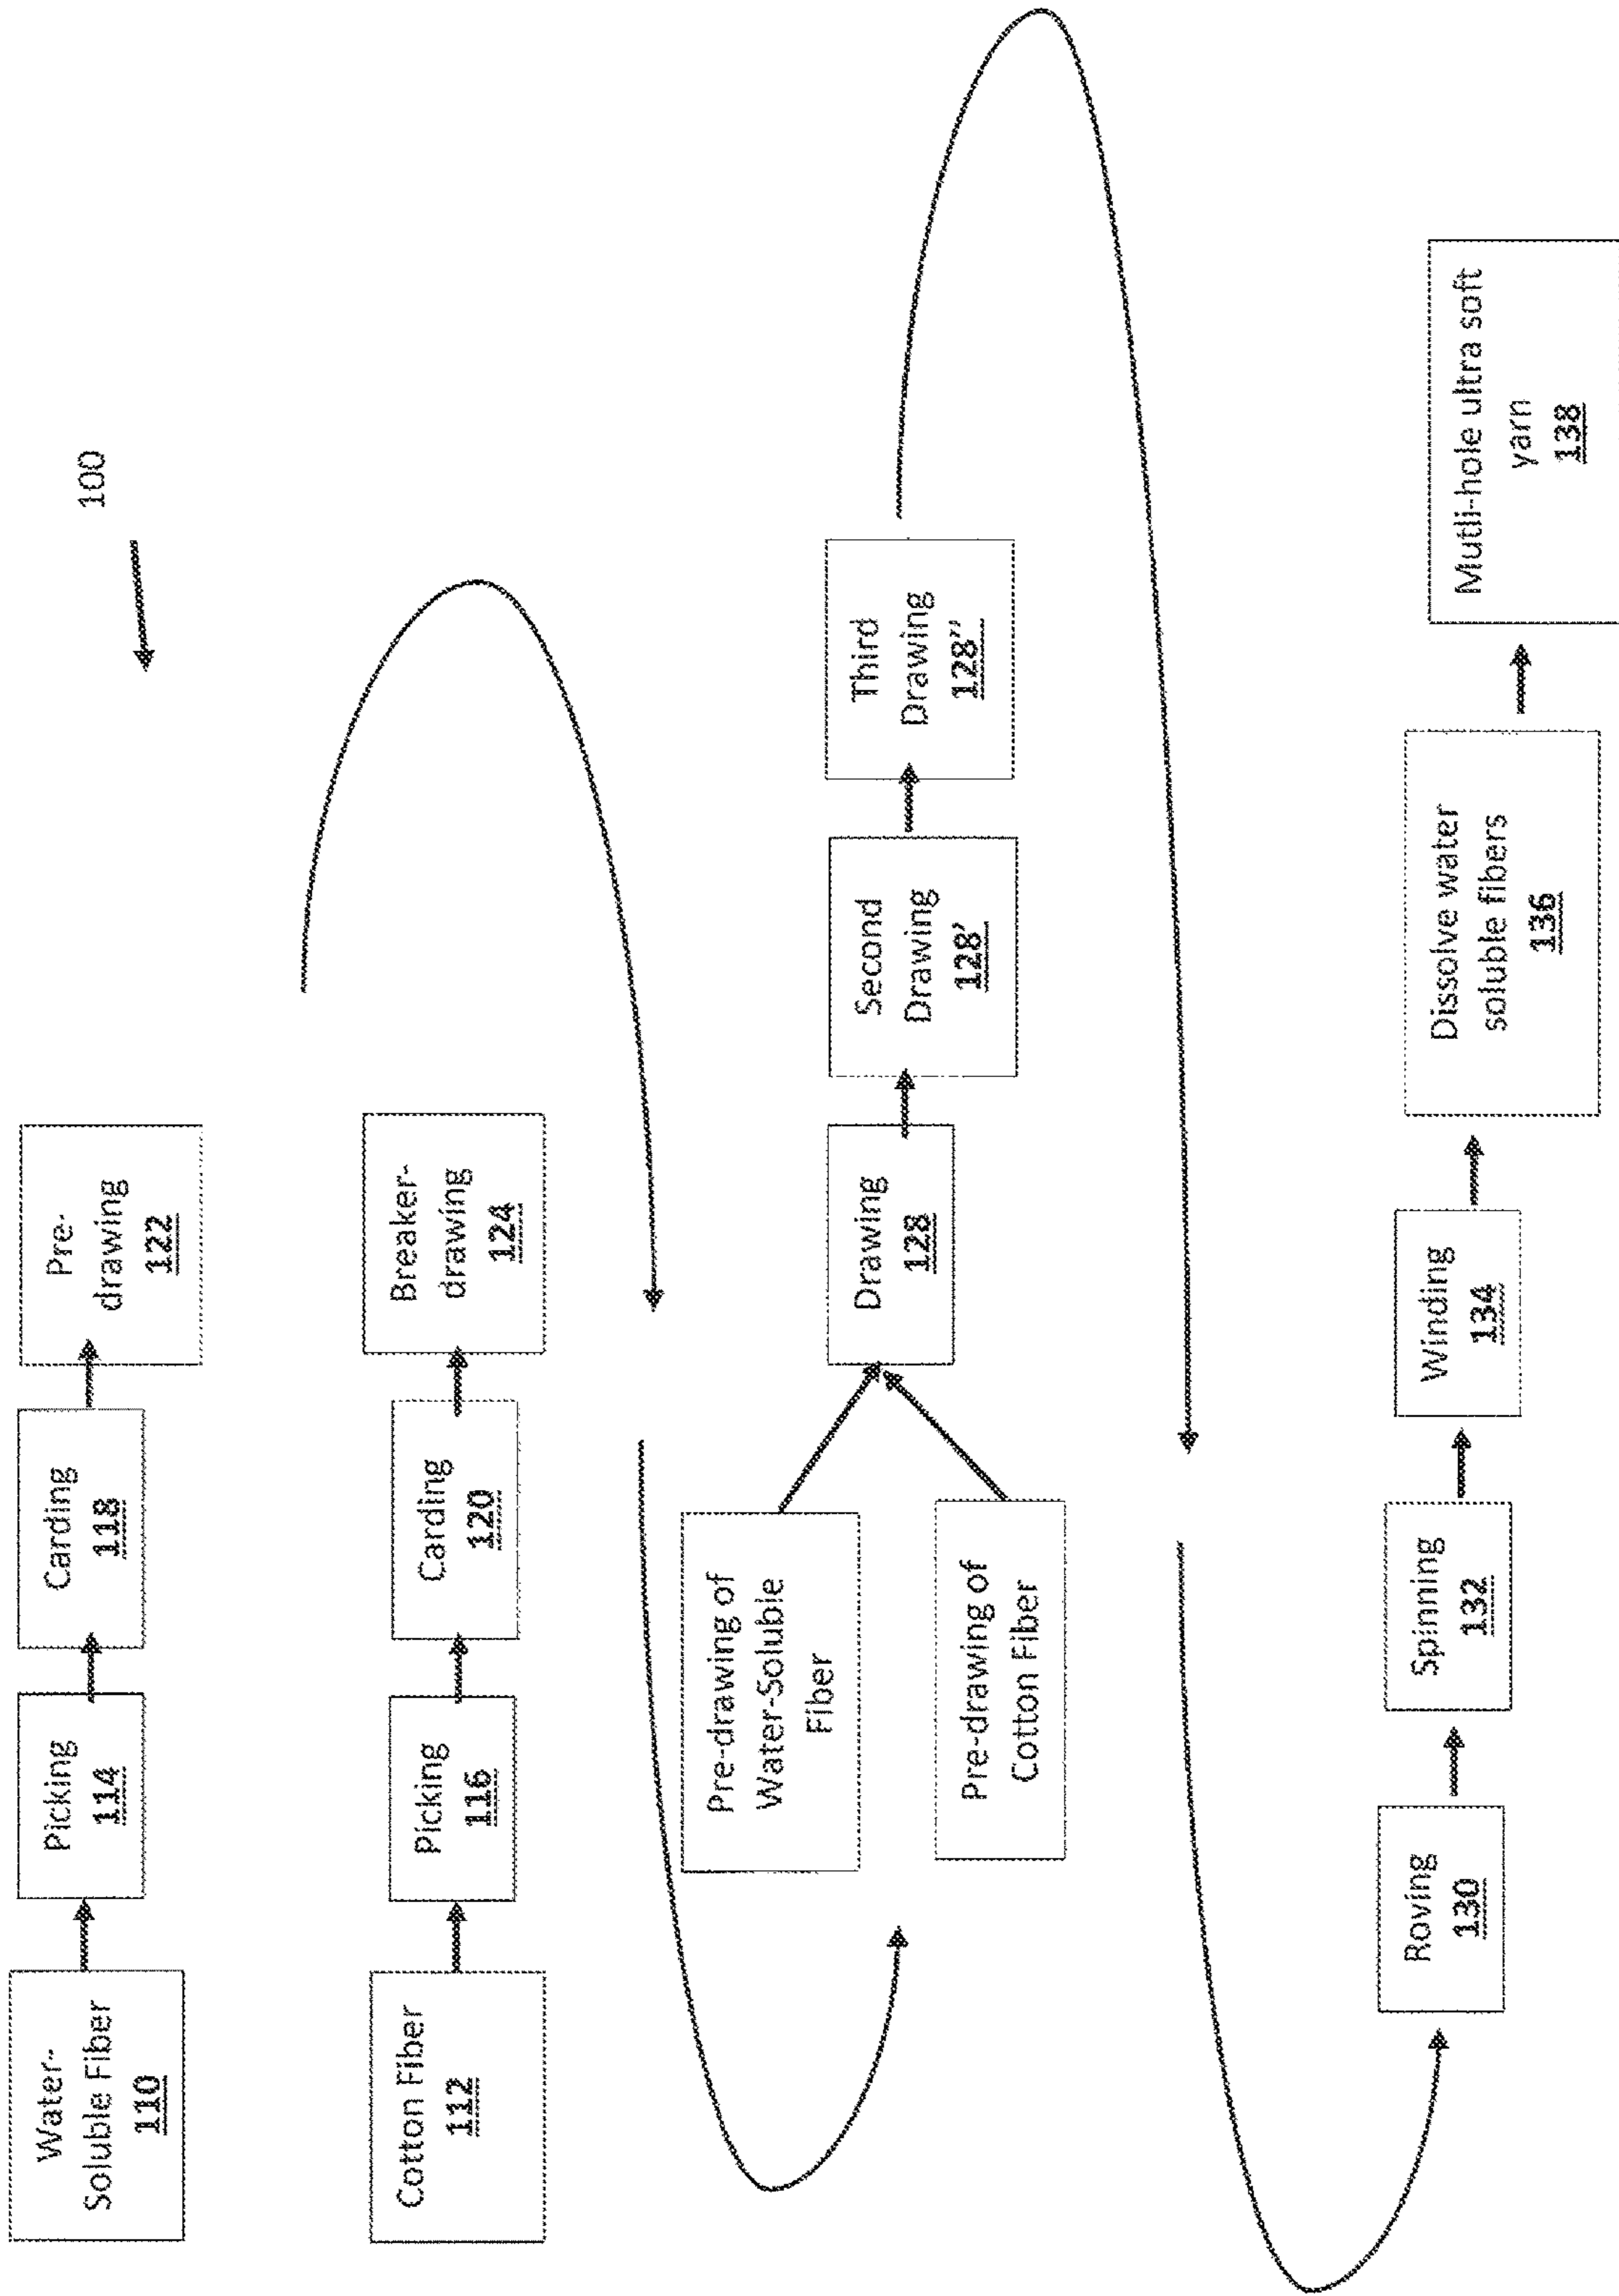 100
Water-
Soluble Fiber
110
Picking
114
Carding
118
Pre-
drawing
122
Cotton Fiber
112
Picking
116
Carding
120
Breaker-
drawing
124
Pre-drawing of
Water-Soluble
Fiber
Pre-drawing of
Cotton Fiber
Drawing
128
Second
Drawing
128'
Third
Drawing
128''
Roving
130
Spinning
132
Winding
134
Dissolve water
soluble fibers
136
Mutli-hole ultra soft
yarn
138